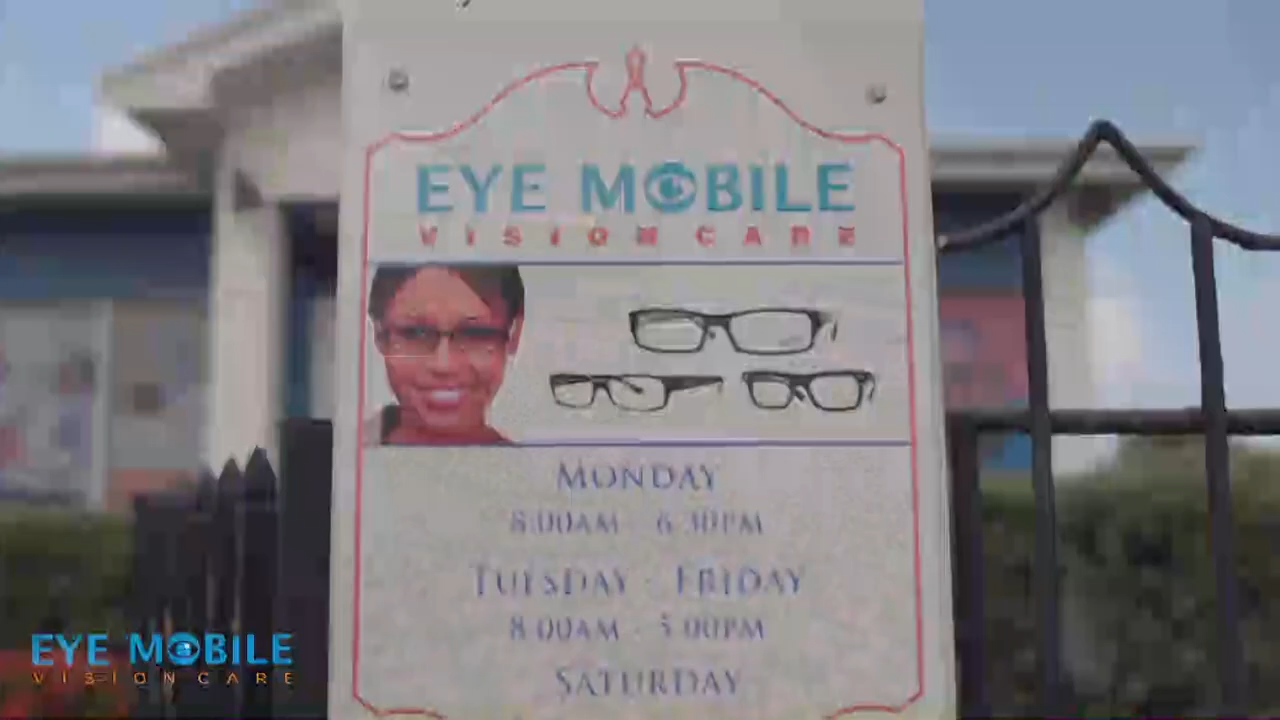 EYE MOBILE
VISION CARE
MONDAY
8:00AM - 6:30PM
TUESDAY - FRIDAY
8:00AM - 5:00PM
SATURDAY
EYE MOBILE
VISION CARE